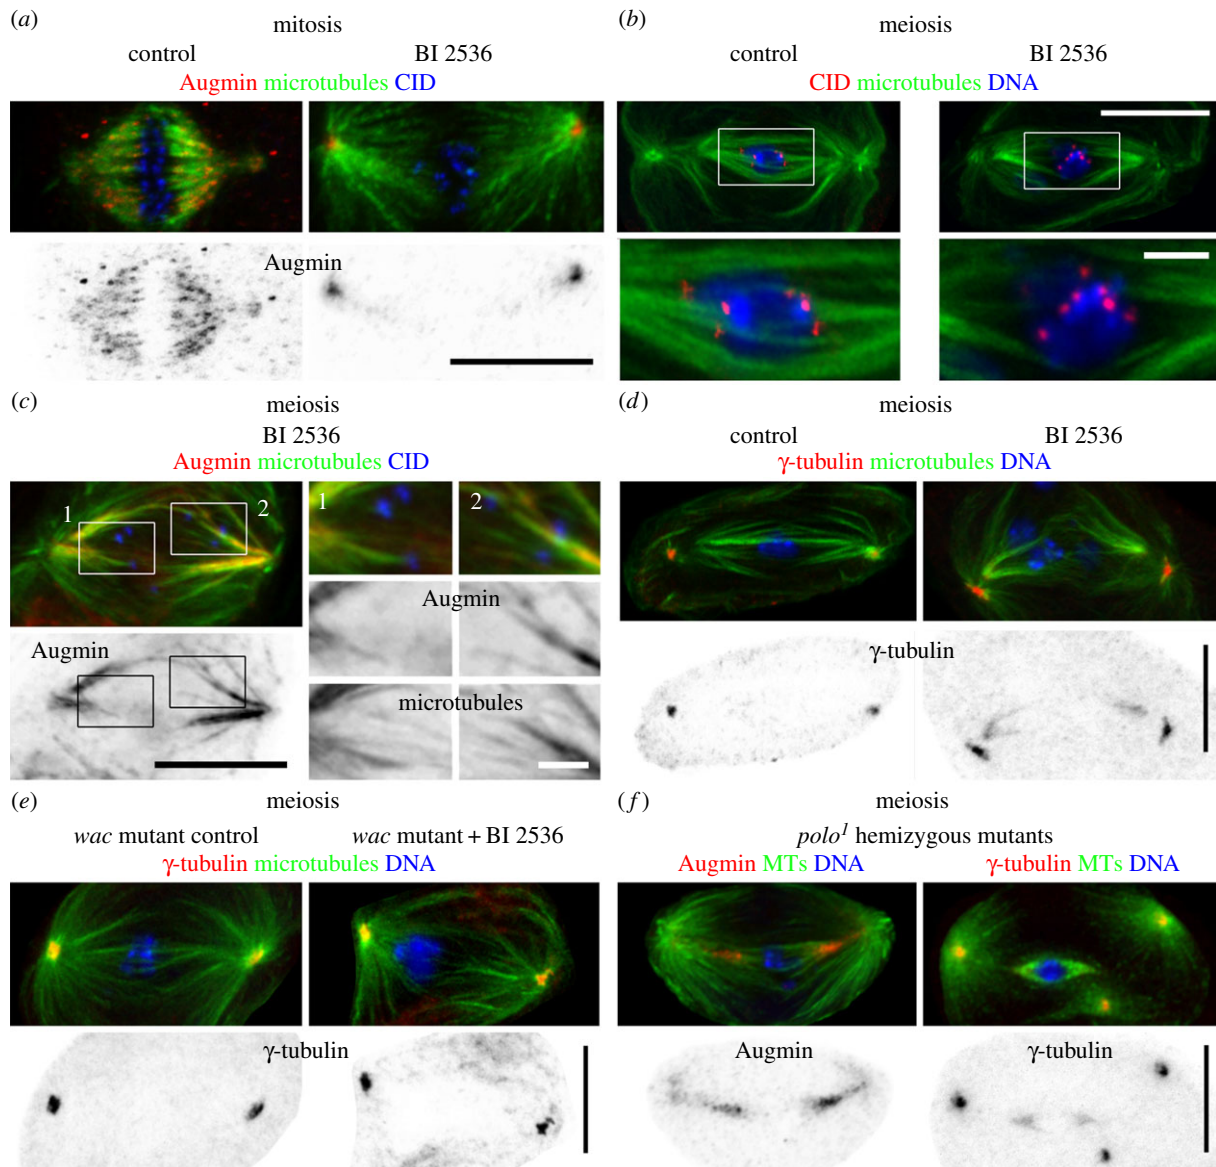 (a)
mitosis
control
BI 2536
Augmin microtubules CID
Augmin
(b)
meiosis
control
BI 2536
CID microtubules DNA
(c)
meiosis
BI 2536
Augmin microtubules CID
1
2
1
2
Augmin
Augmin
microtubules
(d)
meiosis
control
BI 2536
γ-tubulin microtubules DNA
γ-tubulin
(e)
meiosis
wac mutant control
wac mutant + BI 2536
γ-tubulin microtubules DNA
γ-tubulin
(f)
meiosis
polo¹ hemizygous mutants
Augmin MTs DNA
γ-tubulin MTs DNA
Augmin
γ-tubulin